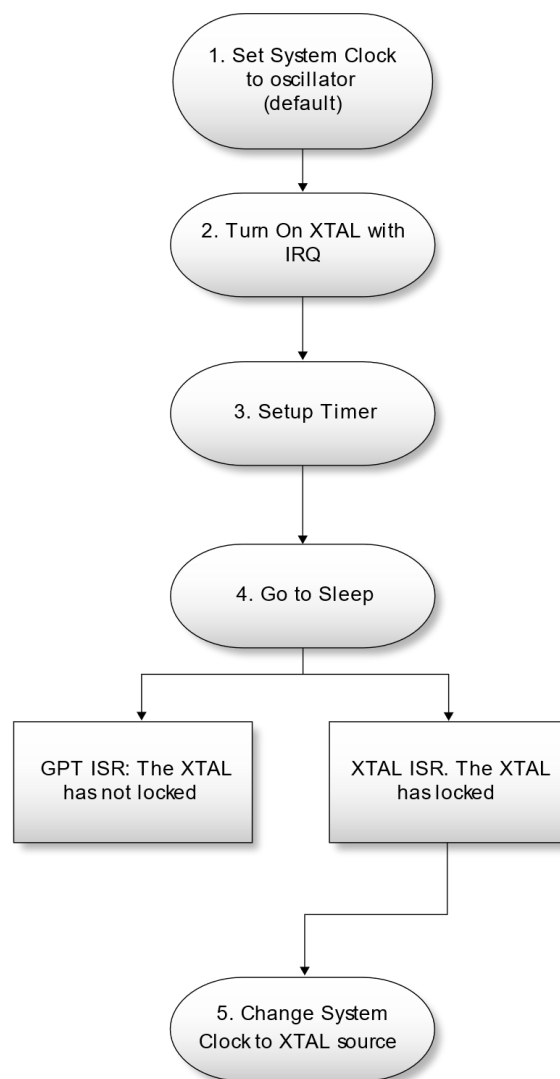 1. Set System Clock
to oscillator
(default)
2. Turn On XTAL with
IRQ
3. Setup Timer
4. Go to Sleep
GPT ISR: The XTAL
has not locked
XTAL ISR. The XTAL
has locked
5. Change System
Clock to XTAL source